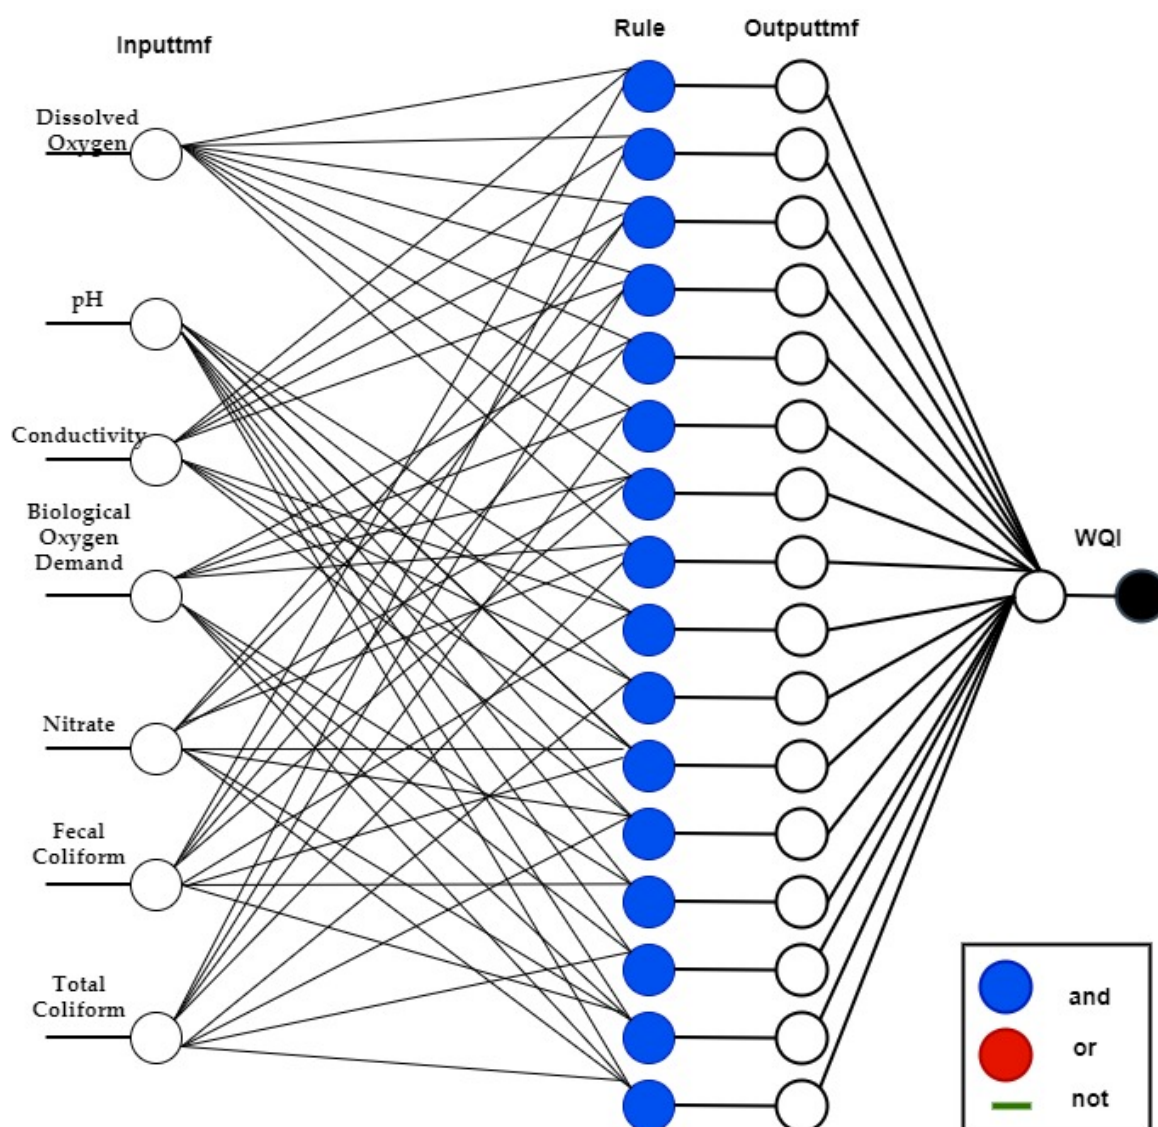 Inputtmf
Rule
Outputtmf
Dissolved
Oxygen
pH
Conductivity
Biological
Oxygen
Demand
WQI
Nitrate
Fecal
Coliform
Total
Coliform
and
or
not